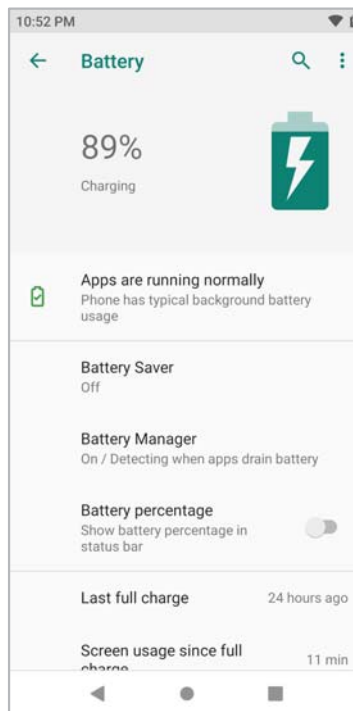 10:52 PM
Battery
89%
Charging
Apps are running normally
Phone has typical background battery
usage
Battery Saver
Off
Battery Manager
On / Detecting when apps drain battery
Battery percentage
Show battery percentage in
status bar
Last full charge
24 hours ago
Screen usage since full
charge
11 min